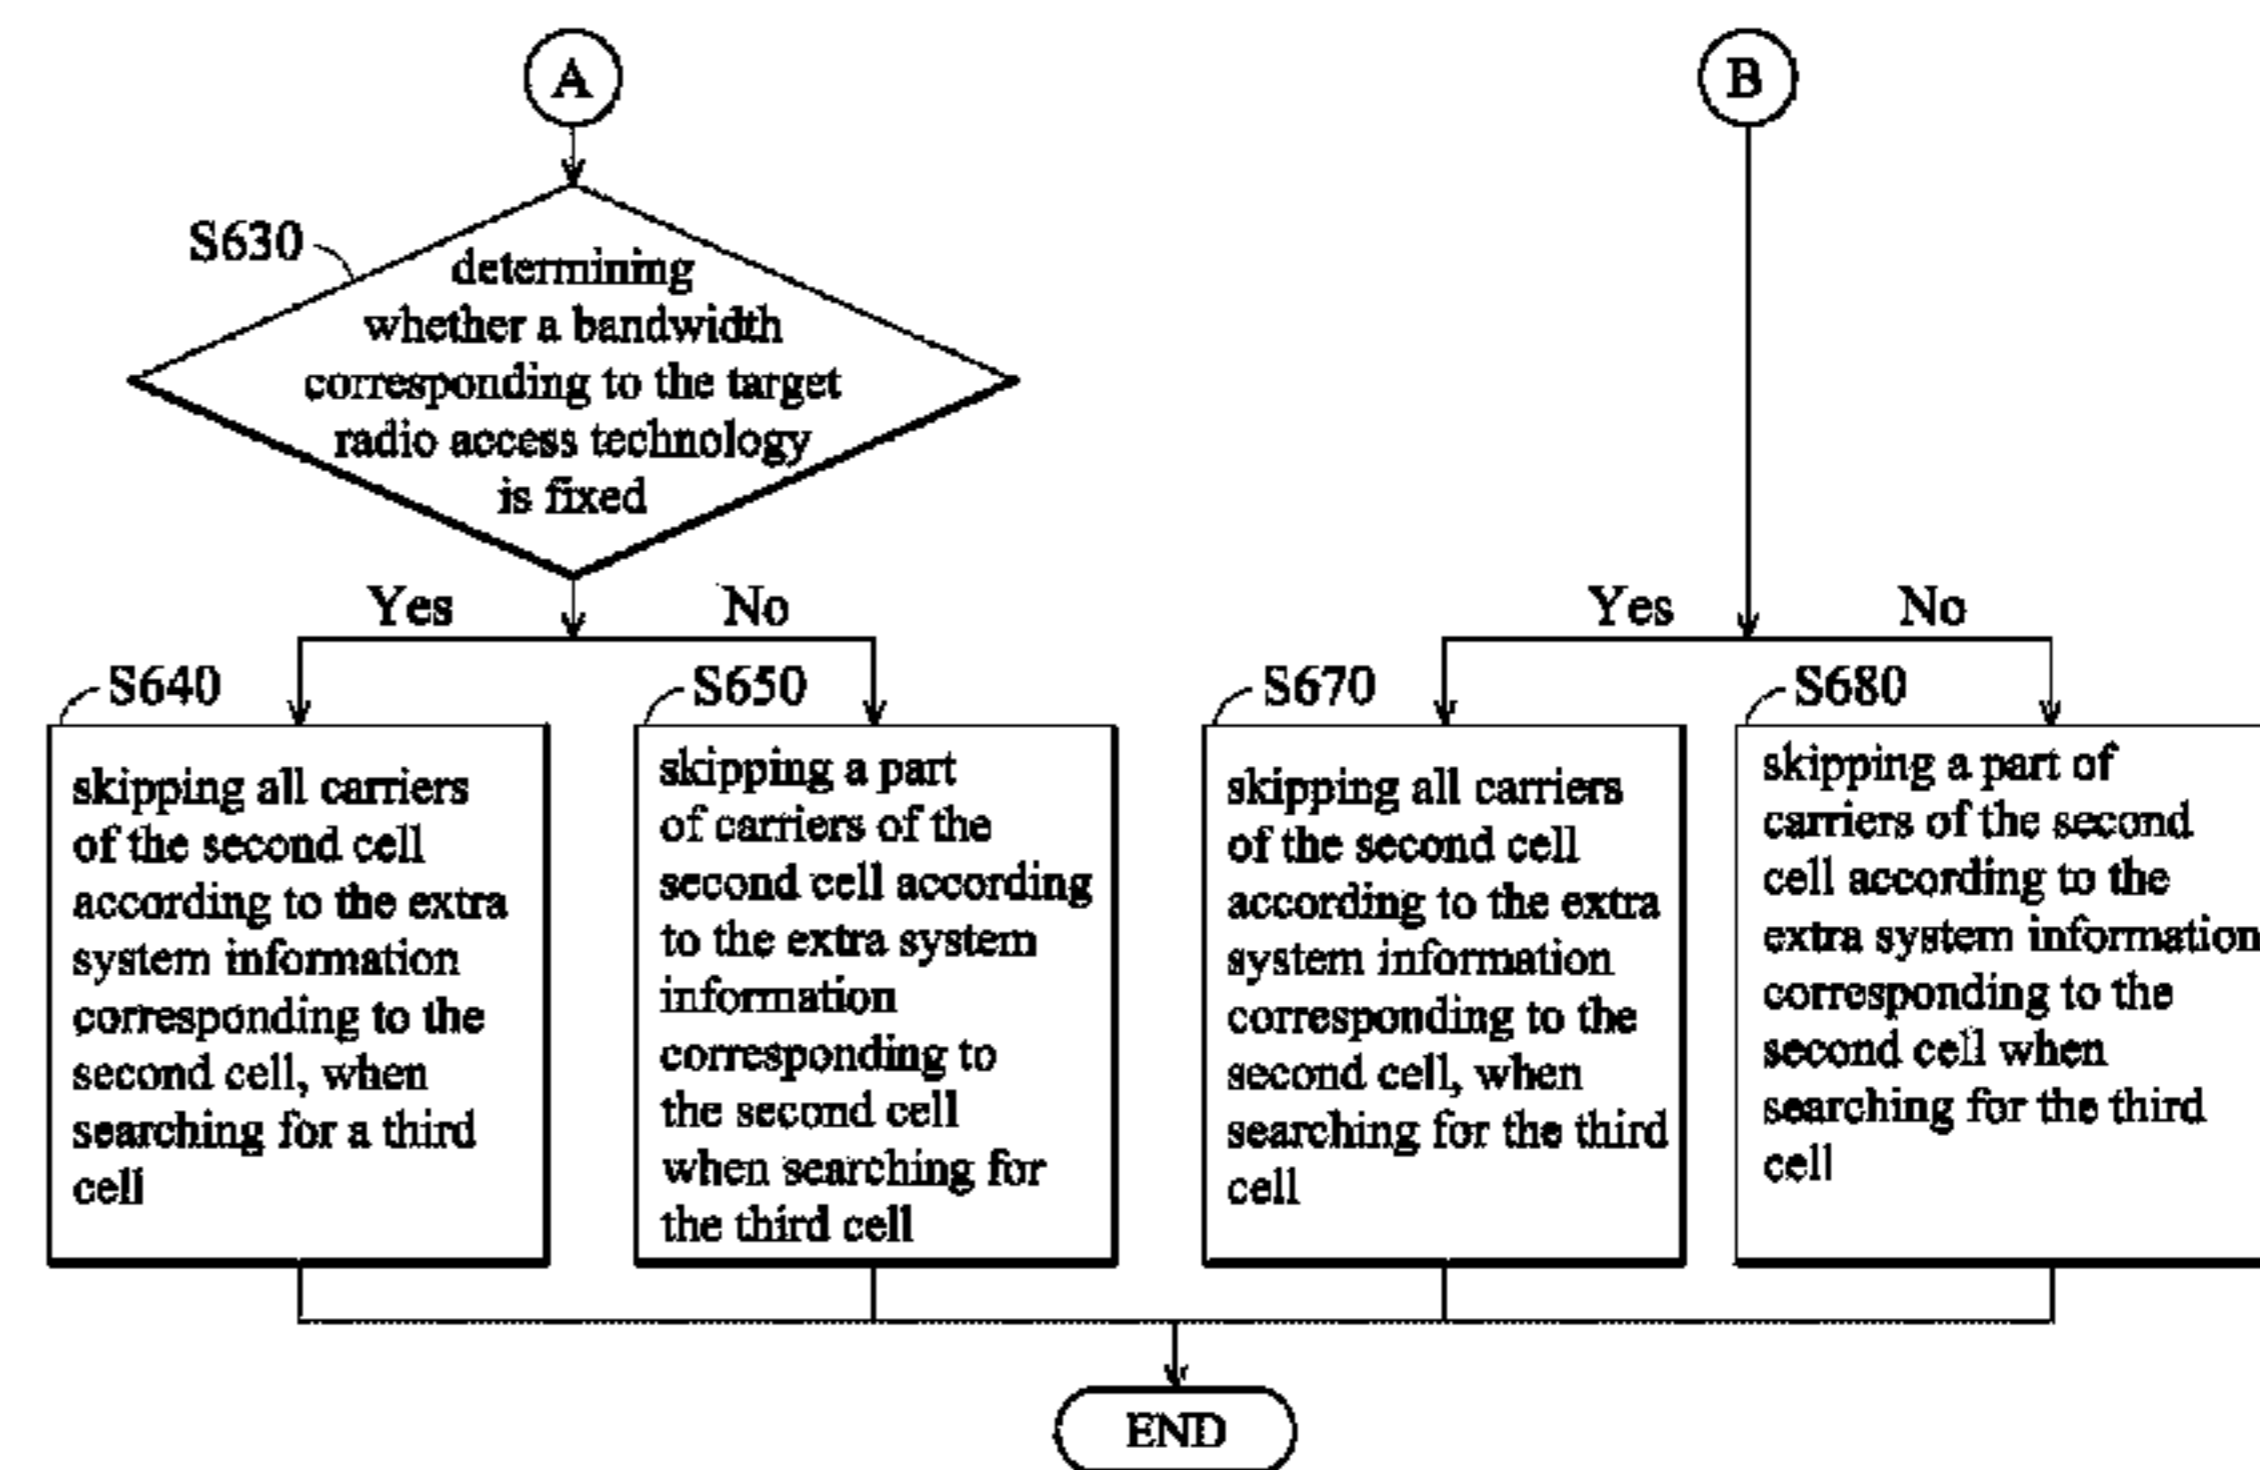 A
B
S630
determining
whether a bandwidth
corresponding to the target
radio access technology
is fixed
Yes
No
Yes
No
S640
S650
S670
S680
skipping all carriers
of the second cell
according to the extra
system information
corresponding to the
second cell, when
searching for a third
cell
skipping a part
of carriers of the
second cell according
to the extra system
information
corresponding to
the second cell
when searching for
the third cell
skipping all carriers
of the second cell
according to the extra
system information
corresponding to the
second cell, when
searching for the third
cell
skipping a part of
carriers of the second
cell according to the
extra system information
corresponding to the
second cell when
searching for the third
cell
END